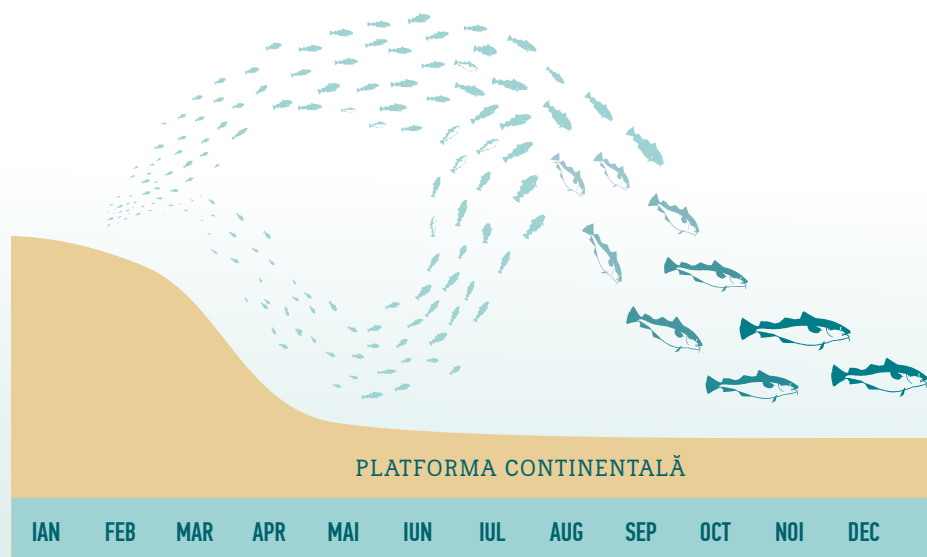 PLATFORMA CONTINENTALĂ
IAN FEB MAR APR MAI IUN IUL AUG SEP OCT NOI DEC